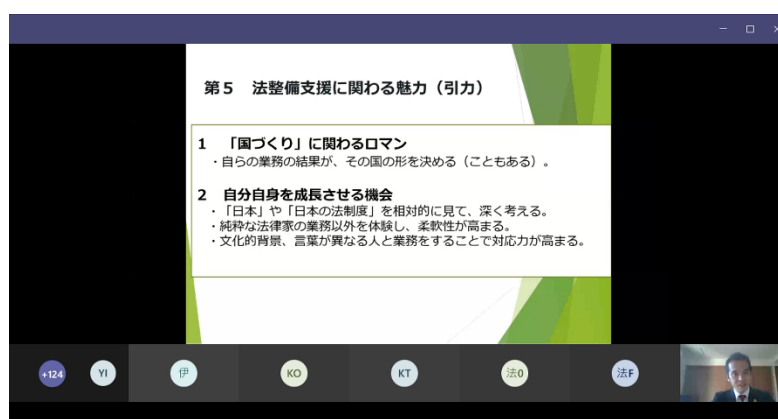 第5 法整備支援に関わる魅力(引力)
1 「国づくり」に関わるロマン
・自らの業務の結果が、その国の形を決める(こともある)。
2 自分自身を成長させる機会
・「日本」や「日本の法制度」を相対的に見て、深く考える。
・純粋な法律家の業務以外を体験し、柔軟性が高まる。
・文化的背景、言葉が異なる人と業務をすることで対応力が高まる。
+124 YI 伊 KO KT 法0 法F